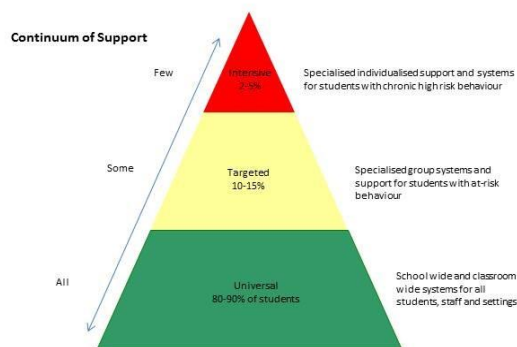 Continuum of Support
Few
Intensive
2-5%
Specialised individualised support and systems
for students with chronic high risk behaviour
Some
Targeted
10-15%
Specialised group systems and
support for students with at-risk
behaviour
All
Universal
80-90% of students
School wide and classroom
wide systems for all
students, staff and settings